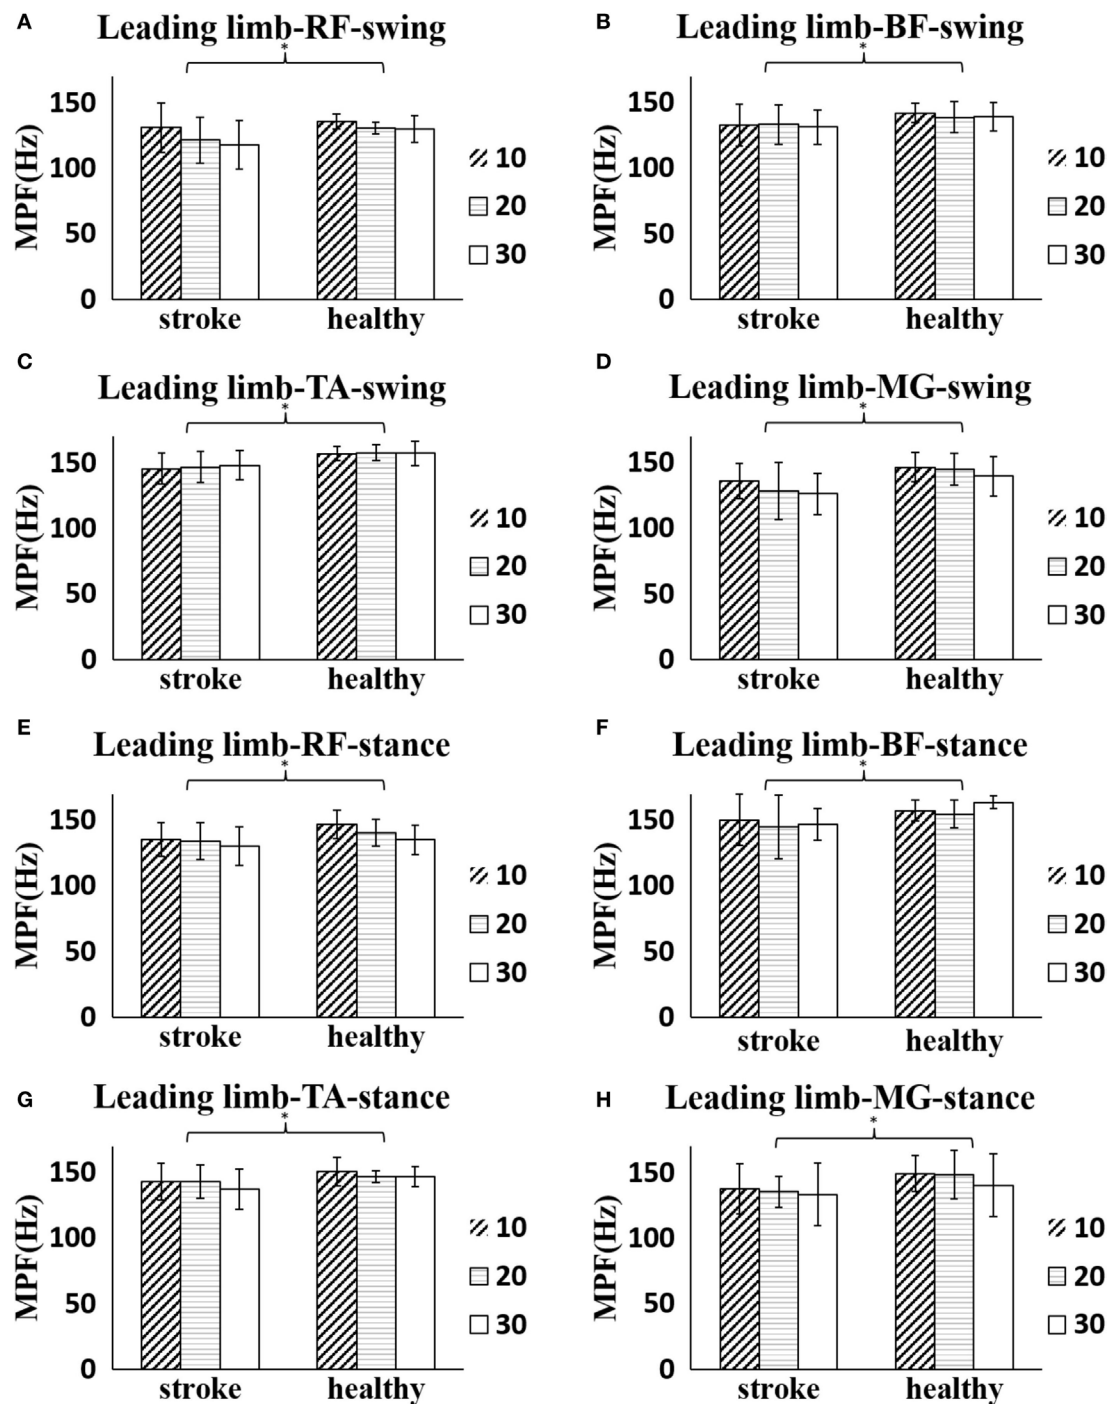 A
Leading limb-RF-swing
*
MPF(Hz)
150
100
50
0
stroke healthy
10
20
30
B
Leading limb-BF-swing
*
MPF(Hz)
150
100
50
0
stroke healthy
10
20
30
C
Leading limb-TA-swing
*
MPF(Hz)
150
100
50
0
stroke healthy
10
20
30
D
Leading limb-MG-swing
*
MPF(Hz)
150
100
50
0
stroke healthy
10
20
30
E
Leading limb-RF-stance
*
MPF(Hz)
150
100
50
0
stroke healthy
10
20
30
F
Leading limb-BF-stance
*
MPF(Hz)
150
100
50
0
stroke healthy
10
20
30
G
Leading limb-TA-stance
*
MPF(Hz)
150
100
50
0
stroke healthy
10
20
30
H
Leading limb-MG-stance
*
MPF(Hz)
150
100
50
0
stroke healthy
10
20
30